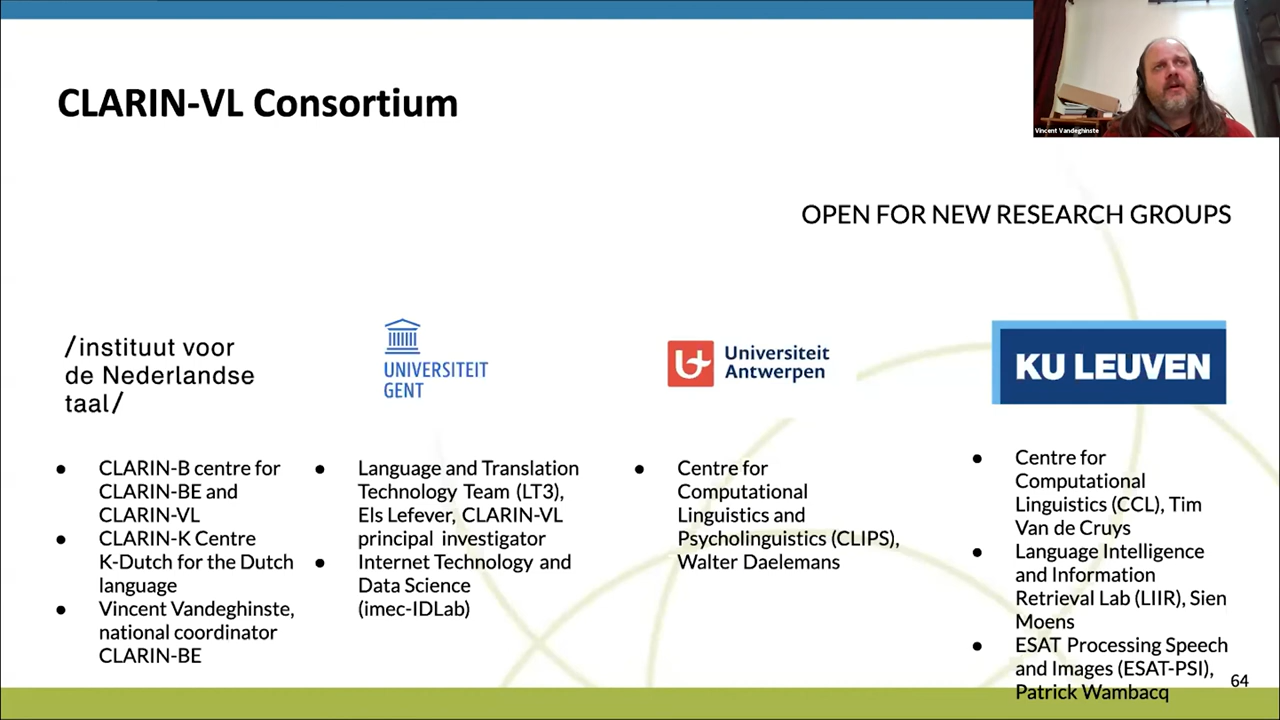 CLARIN-VL Consortium
Vincent Vandeghinste
OPEN FOR NEW RESEARCH GROUPS
/instituut voor
de Nederlandse
taal/
● CLARIN-B centre for
CLARIN-BE and
CLARIN-VL
● CLARIN-K Centre
K-Dutch for the Dutch
language
● Vincent Vandeghinste,
national coordinator
CLARIN-BE
UNIVERSITEIT
GENT
● Language and Translation
Technology Team (LT3),
Els Lefever, CLARIN-VL
principal investigator
● Internet Technology and
Data Science
(imec-IDLab)
Universiteit
Antwerpen
● Centre for
Computational
Linguistics and
Psycholinguistics (CLIPS),
Walter Daelemans
KU LEUVEN
● Centre for
Computational
Linguistics (CCL), Tim
Van de Cruys
● Language Intelligence
and Information
Retrieval Lab (LIIR), Sien
Moens
● ESAT Processing Speech
and Images (ESAT-PSI),
Patrick Wambacq
64